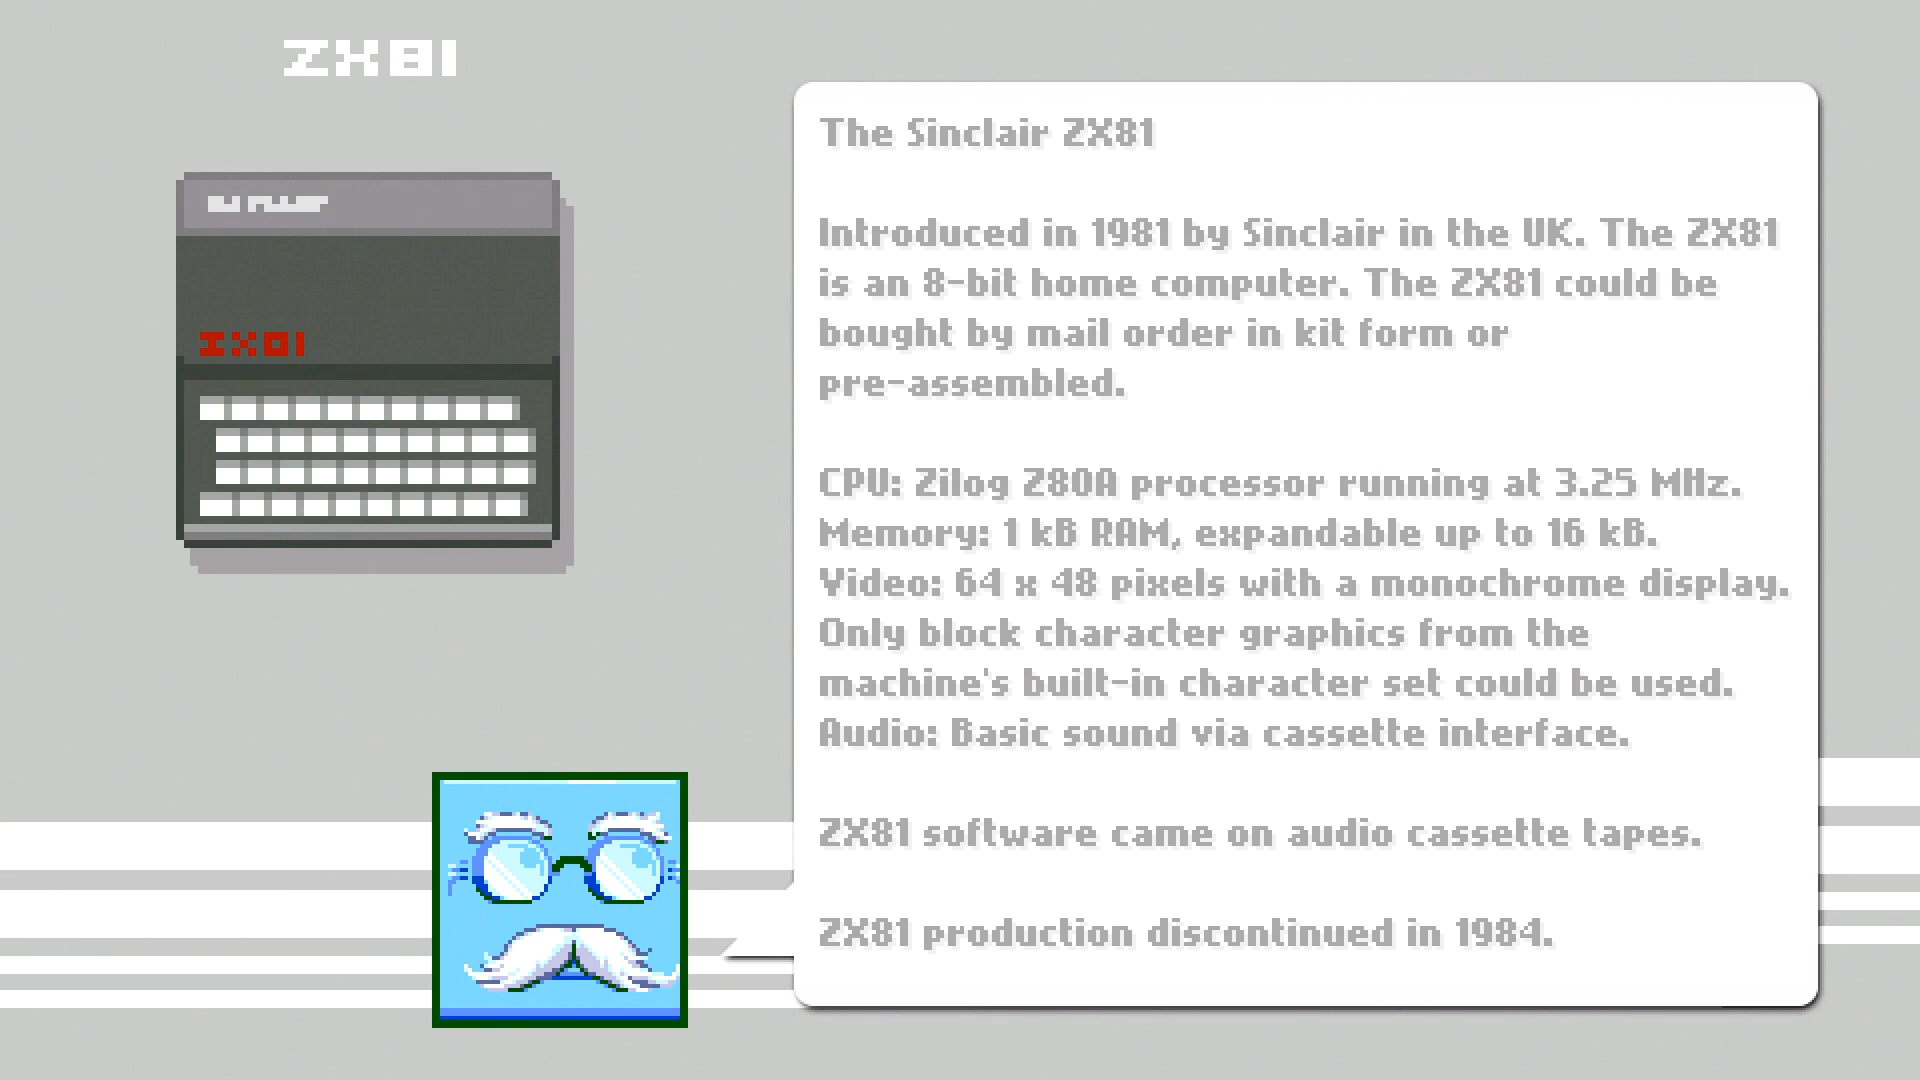 ZX81
ZX81
The Sinclair ZX81
Introduced in 1981 by Sinclair in the UK. The ZX81
is an 8-bit home computer. The ZX81 could be
bought by mail order in kit form or
pre-assembled.
CPU: Zilog Z80A processor running at 3.25 MHz.
Memory: 1 kB RAM, expandable up to 16 kB.
Video: 64 x 48 pixels with a monochrome display.
Only block character graphics from the
machine's built-in character set could be used.
Audio: Basic sound via cassette interface.
ZX81 software came on audio cassette tapes.
ZX81 production discontinued in 1984.